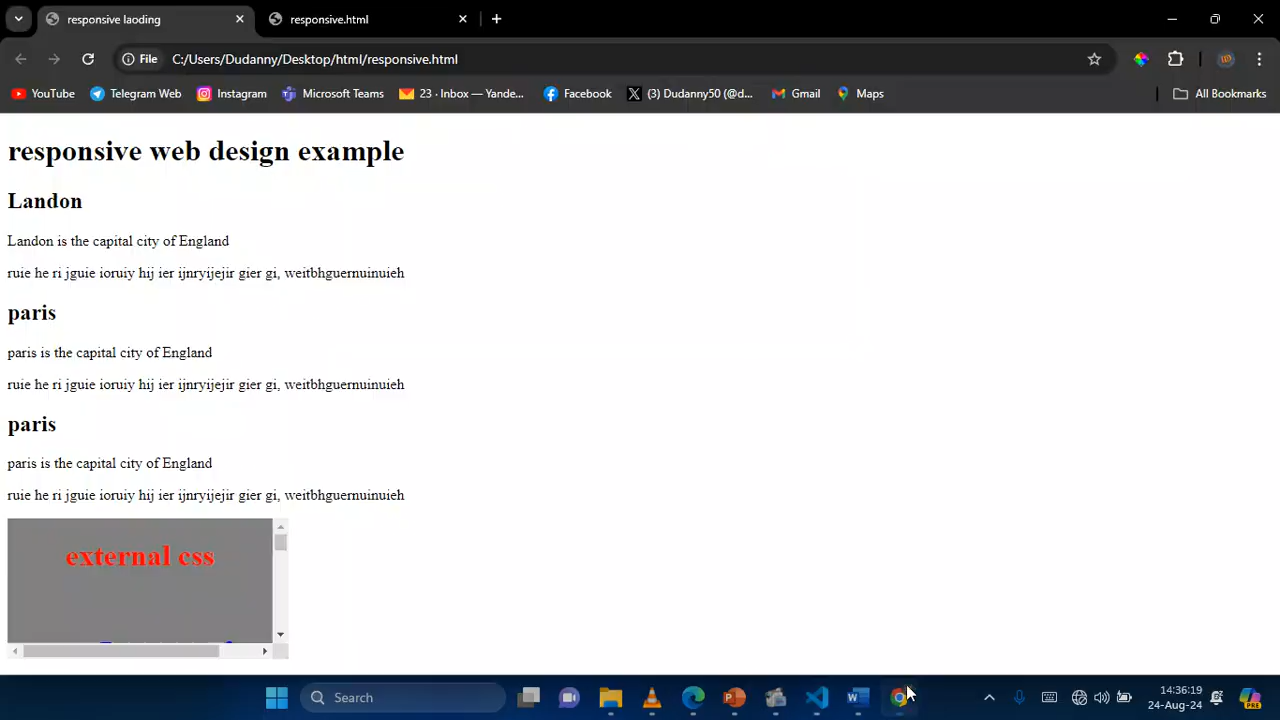 responsive laoding
responsive.html
File
C:/Users/Dudanny/Desktop/html/responsive.html
YouTube
Telegram Web
Instagram
Microsoft Teams
23 · Inbox — Yande...
Facebook
(3) Dudanny50 (@d...
Gmail
Maps
All Bookmarks
responsive web design example
Landon
Landon is the capital city of England
ruie he ri jguie ioruiy hij ier ijnryijejir gier gi, weitbhguernuinuieh
paris
paris is the capital city of England
ruie he ri jguie ioruiy hij ier ijnryijejir gier gi, weitbhguernuinuieh
paris
paris is the capital city of England
ruie he ri jguie ioruiy hij ier ijnryijejir gier gi, weitbhguernuinuieh
external css
Search
14:36:19
24-Aug-24
PRE